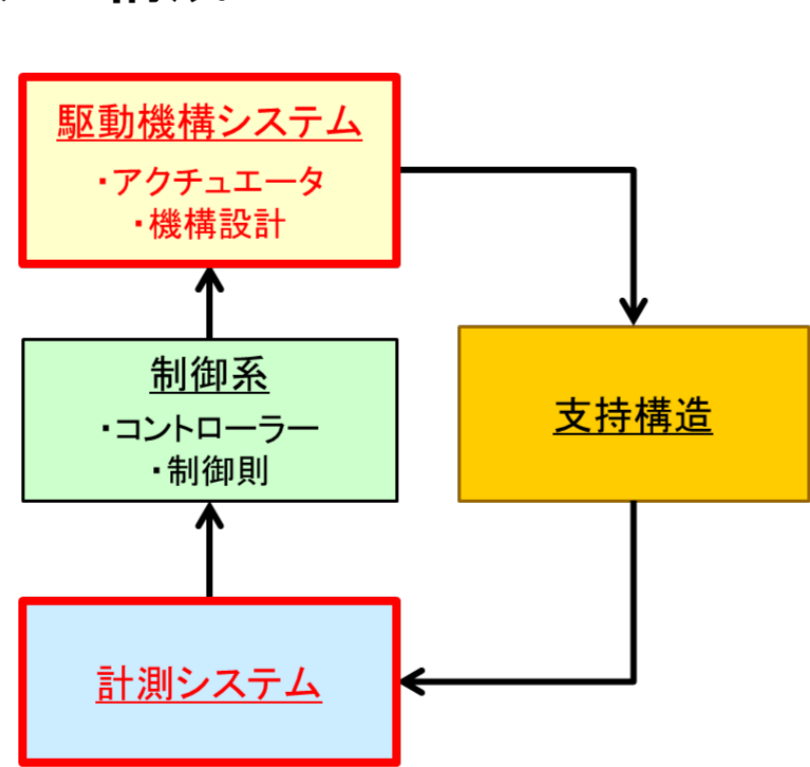 駆動機構システム
・アクチュエータ
・機構設計
制御系
・コントローラー
・制御則
支持構造
計測システム